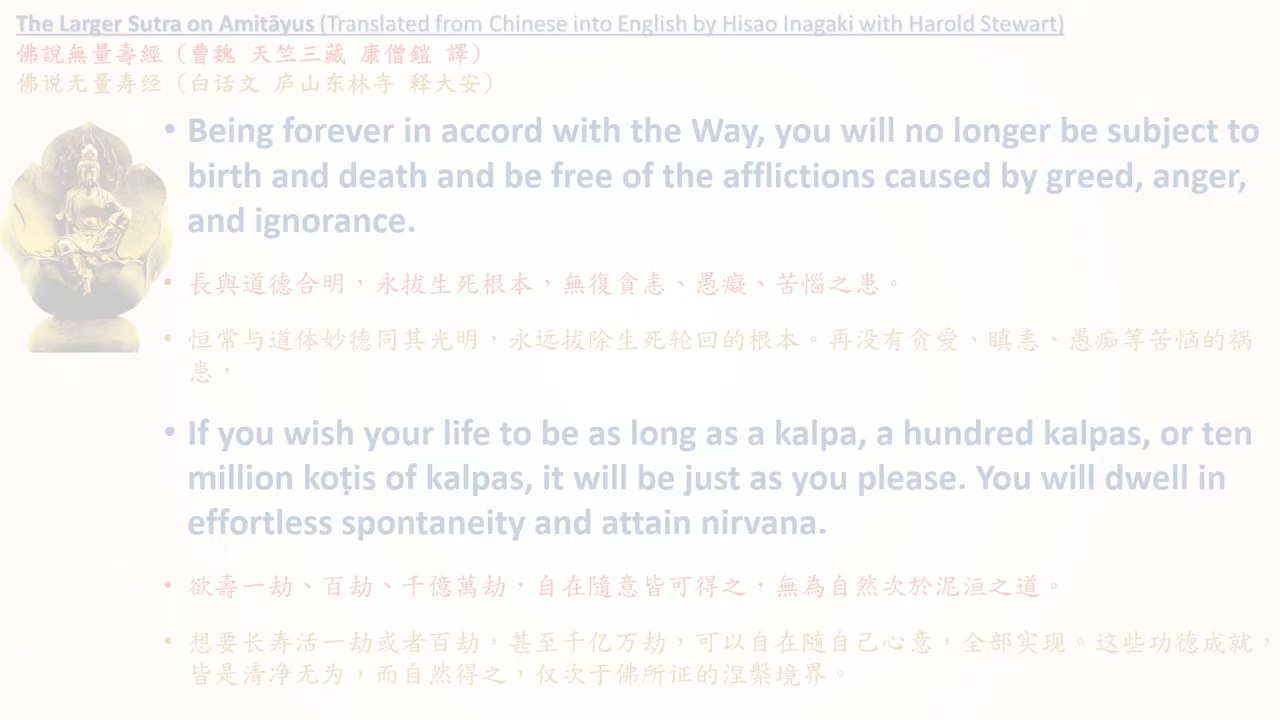 The Larger Sutra on Amitāyus (Translated from Chinese into English by Hisao Inagaki with Harold Stewart)
佛說無量壽經（曹魏 天竺三藏 康僧鎧 譯）
佛说无量寿经（白话文 庐山东林寺 释大安）
• Being forever in accord with the Way, you will no longer be subject to
birth and death and be free of the afflictions caused by greed, anger,
and ignorance.
• 長與道德合明，永拔生死根本，無復貪恚、愚癡、苦惱之患。
• 恒常与道体妙德同其光明，永远拔除生死轮回的根本。再没有贪爱、瞋恚、愚痴等苦恼的祸
患，
• If you wish your life to be as long as a kalpa, a hundred kalpas, or ten
million koṭis of kalpas, it will be just as you please. You will dwell in
effortless spontaneity and attain nirvana.
• 欲壽一劫、百劫、千億萬劫，自在隨意皆可得之，無為自然次於泥洹之道。
• 想要长寿活一劫或者百劫，甚至千亿万劫，可以自在随自己心意，全部实现。这些功德成就，
皆是清净无为，而自然得之，仅次于佛所证的涅槃境界。